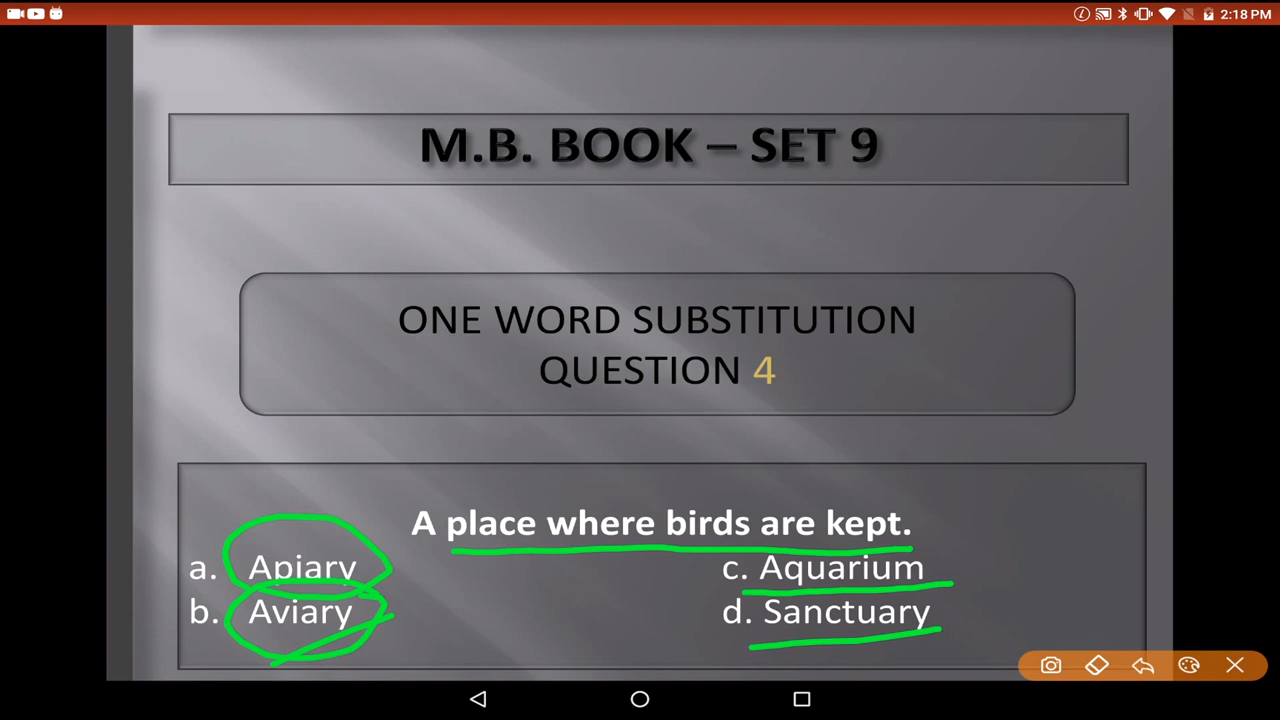 2:18 PM
M.B. BOOK – SET 9
ONE WORD SUBSTITUTION
QUESTION 4
A place where birds are kept.
a. Apiary
c. Aquarium
b. Aviary
d. Sanctuary